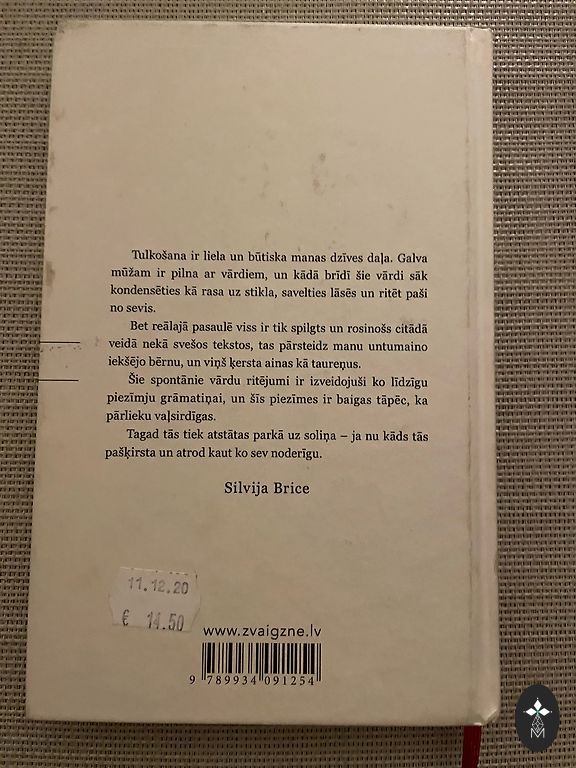 Tulkošana ir liela un būtiska manas dzīves daļa. Galva
mūžam ir pilna ar vārdiem, un kādā brīdī šie vārdi sāk
kondensēties kā rasa uz stikla, savelties lāsēs un ritēt paši
no sevis.
Bet reālajā pasaulē viss ir tik spilgts un rosinošs citādā
veidā nekā svešos tekstos, tas pārsteidz manu untumaino
iekšējo bērnu, un viņš ķersta ainas kā taureņus.
Šie spontānie vārdu ritējumi ir izveidojuši ko līdzīgu
piezīmju grāmatiņai, un šīs piezīmes ir baigas tāpēc, ka
pārlieku vaļsirdīgas.
Tagad tās tiek atstātas parkā uz soliņa – ja nu kāds tās
pašķirsta un atrod kaut ko sev noderīgu.
Silvija Brice
11.12.20
€ 14.50
www.zvaigzne.lv
9 789934 091254
M